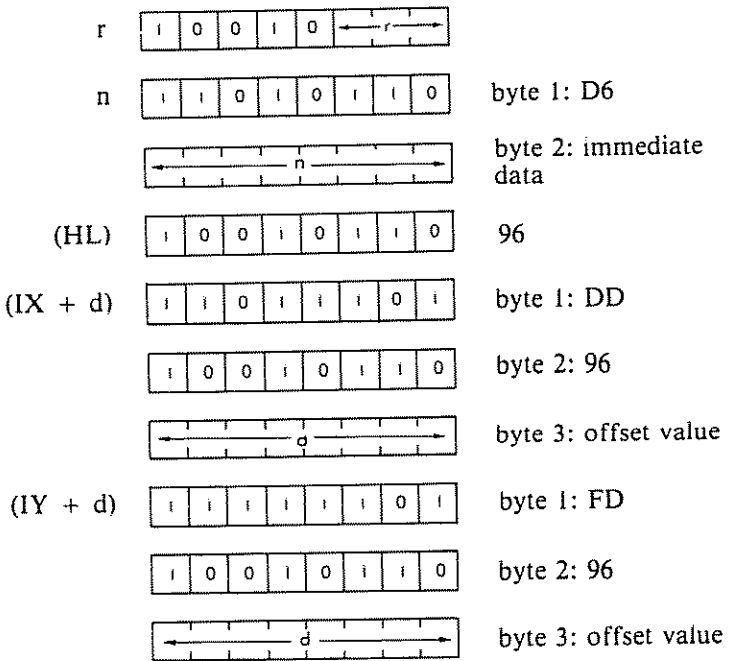 r 1 0 0 1 0 r
n 1 1 0 1 0 1 1 0 byte 1: D6
n byte 2: immediate
data
(HL) 1 0 0 1 0 1 1 0 96
(IX + d) 1 1 0 1 1 1 0 1 byte 1: DD
1 0 0 1 0 1 1 0 byte 2: 96
d byte 3: offset value
(IY + d) 1 1 1 1 1 1 0 1 byte 1: FD
1 0 0 1 0 1 1 0 byte 2: 96
d byte 3: offset value